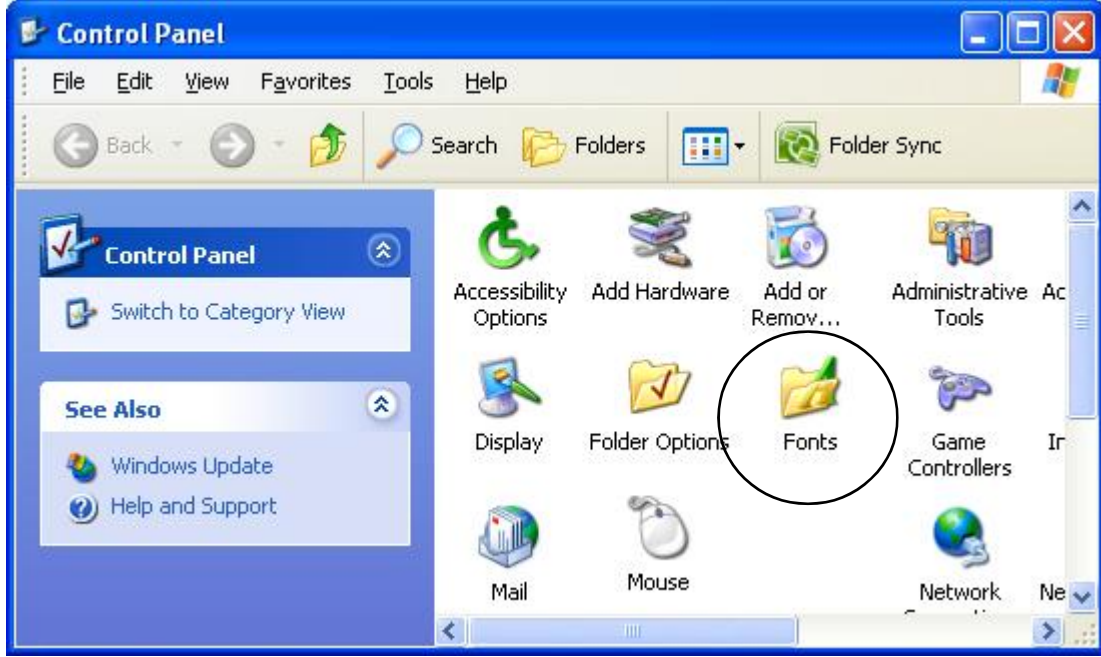 Control Panel
File Edit View Favorites Tools Help
Back Search Folders Folder Sync
Control Panel
Switch to Category View
See Also
Windows Update
Help and Support
Accessibility Options
Add Hardware
Add or Remov...
Administrative Tools
Ac
Display
Folder Options
Fonts
Game Controllers
Mail
Mouse
Network
Ne